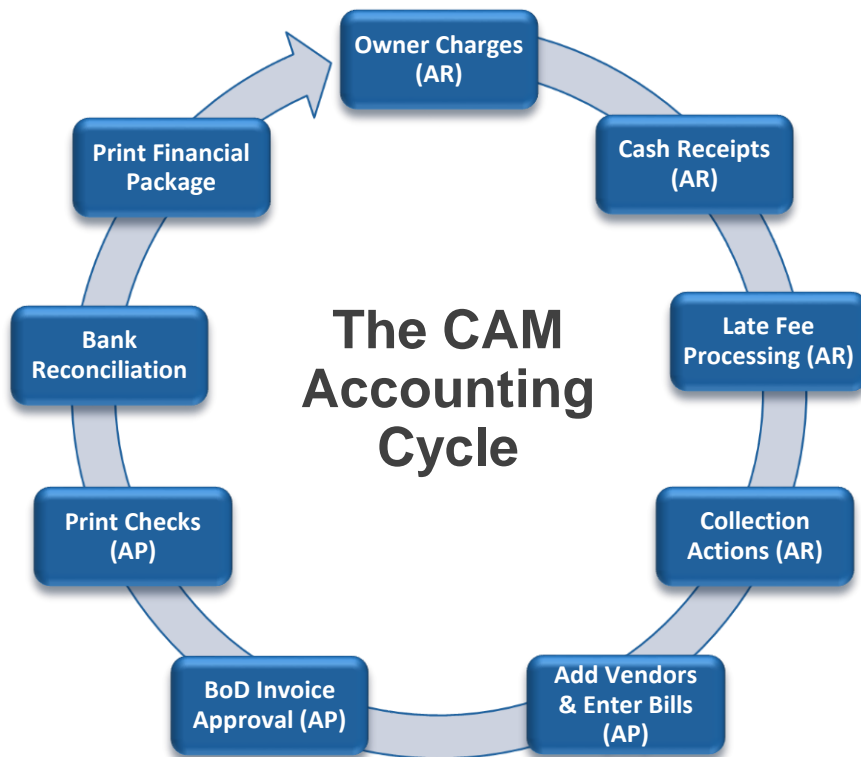 Owner Charges
(AR)
Cash Receipts
(AR)
Late Fee
Processing (AR)
Collection
Actions (AR)
Add Vendors
& Enter Bills
(AP)
BoD Invoice
Approval (AP)
Print Checks
(AP)
Bank
Reconciliation
Print Financial
Package
The CAM
Accounting
Cycle